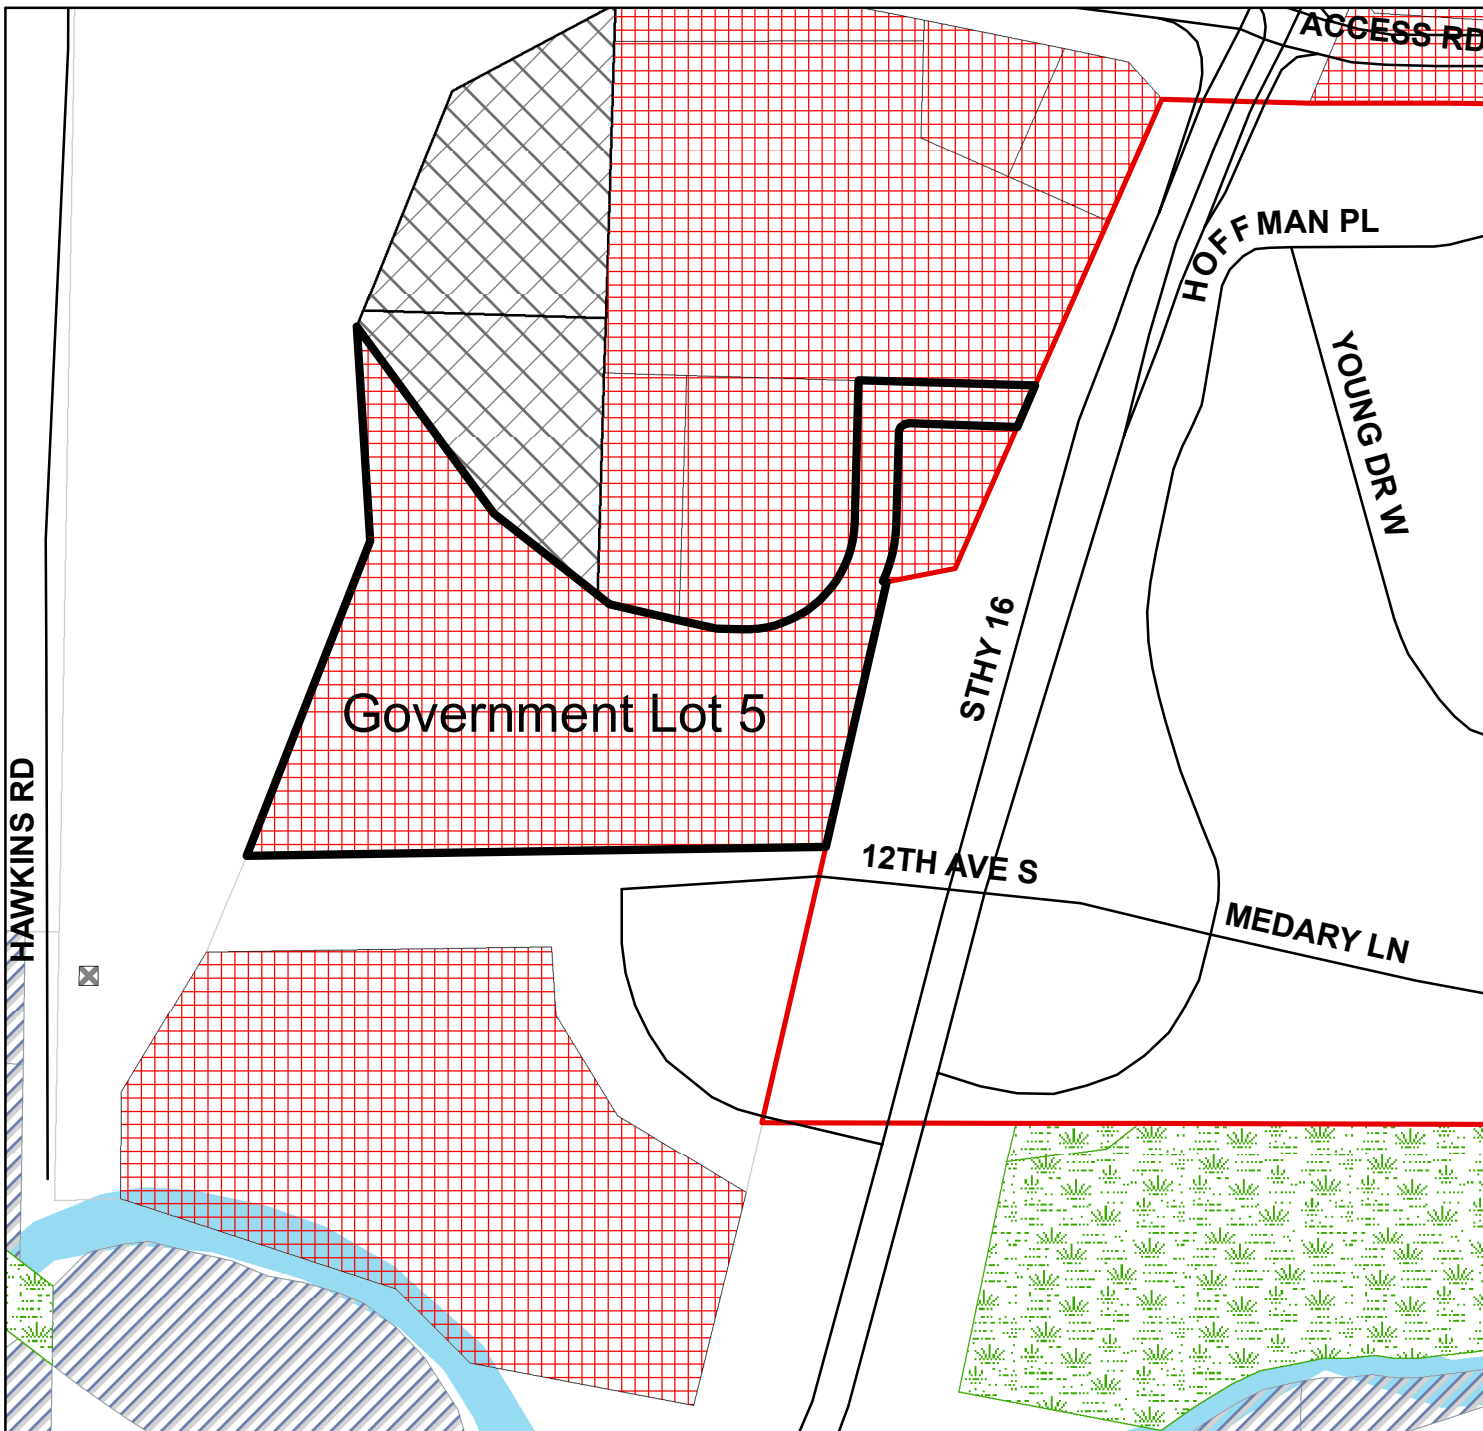 ACCESS RD
HOFFMAN PL
YOUNG DR W
STHY 16
Government Lot 5
HAWKINS RD
12TH AVE S
MEDARY LN